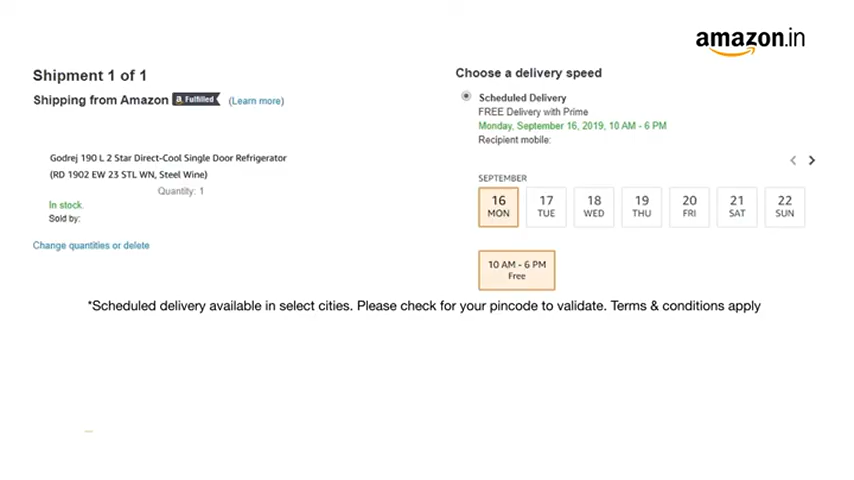 amazon.in
Shipment 1 of 1
Shipping from Amazon a Fulfilled (Learn more)
Godrej 190 L 2 Star Direct-Cool Single Door Refrigerator
(RD 1902 EW 23 STL WN, Steel Wine)
Quantity: 1
In stock.
Sold by:
Change quantities or delete
Choose a delivery speed
Scheduled Delivery
FREE Delivery with Prime
Monday, September 16, 2019, 10 AM - 6 PM
Recipient mobile:
SEPTEMBER
16 17 18 19 20 21 22
MON TUE WED THU FRI SAT SUN
10 AM - 6 PM
Free
*Scheduled delivery available in select cities. Please check for your pincode to validate. Terms & conditions apply